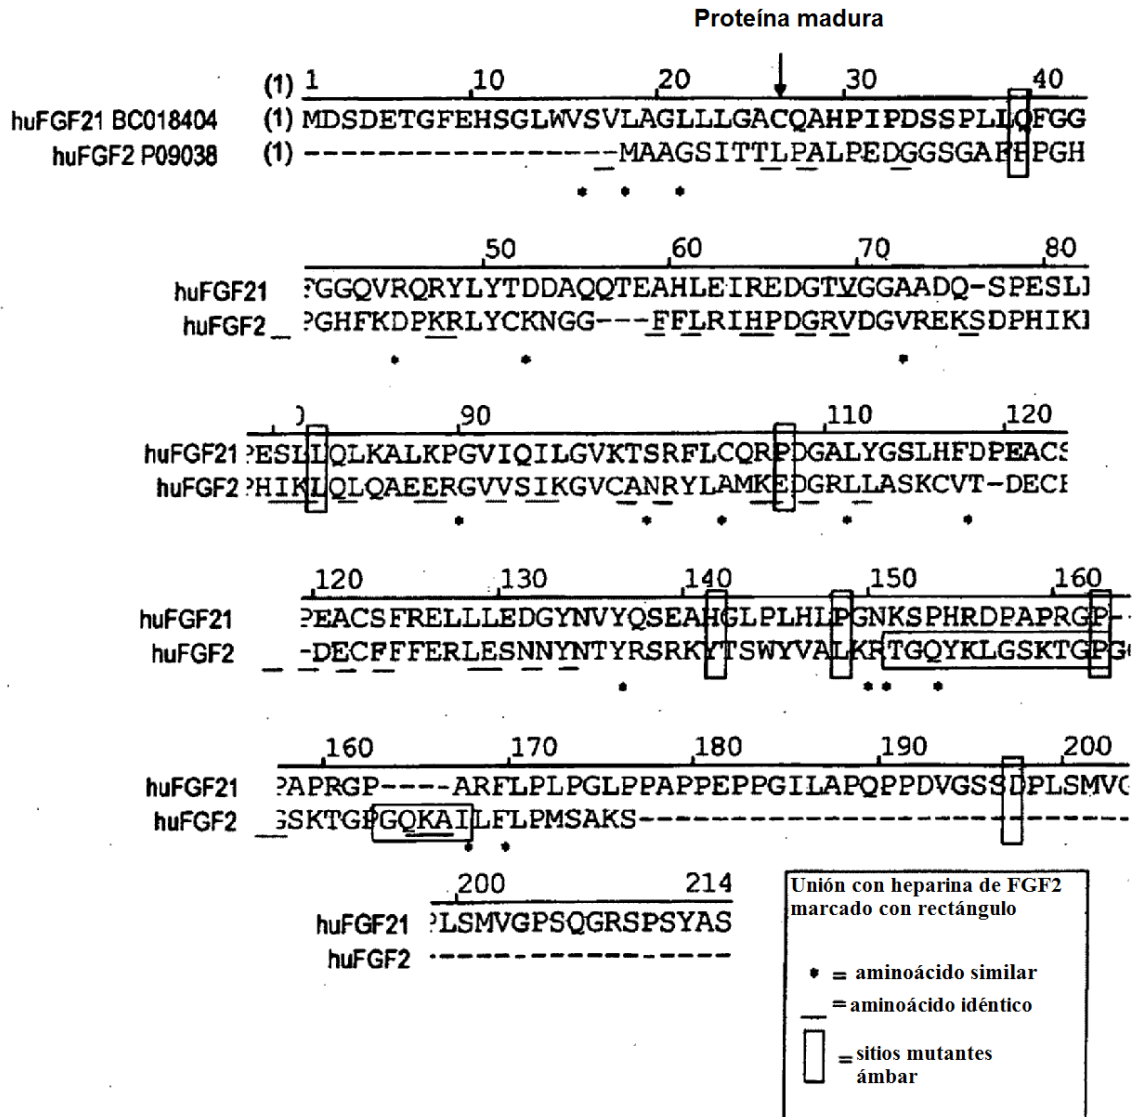 Proteína madura
(1) 1 10 20 30 40
huFGF21 BC018404 (1) MDSDETGFEHSGLWVSVLAGLLLGACQAHPIPDSSPLLQFGG
huFGF2 P09038 (1) -----------------MAAGSITTLPALPEDGGSGAFPPGH
* * *
50 60 70 80
huFGF21 FGGQVRQRYLYTDDAQQTEAHLEIREDGTVGGAADQ-SPESLL
huFGF2 PGHFKDPKRLYCKNGG---FFLRIHPDGRVDGVREKSDPHIKL
* * *
90 110 120
huFGF21 PESLLQLKALKPGVIQILGVKTSRFLCQRPDGALYGSLHFDPEACS
huFGF2 PHIKLQLQAEERGVVSIKGVCANRYLAMKEDGRLLASKCVT-DECF
* * * * *
120 130 140 150 160
huFGF21 PEACSFRELLLEDGYNVYQSEAHGLPLHLPGNKSPHRDPAPRGP-
huFGF2 -DECFFFERLESNNYNTYRSRKYTSWYVALKRTGQYKLGSKTGPG
* * * *
160 170 180 190 200
huFGF21 PAPRGP----ARFLPLPGLPPAPPEPPGILAPQPPDVGSSDPLSMVG
huFGF2 GSKTGPGQKAILFLPMSAKS---------------------------
* *
200 214
huFGF21 PLSMVGPSQGRSPSYAS
huFGF2 -----------------
Unión con heparina de FGF2
marcado con rectángulo
* = aminoácido similar
= aminoácido idéntico
= sitios mutantes
ámbar